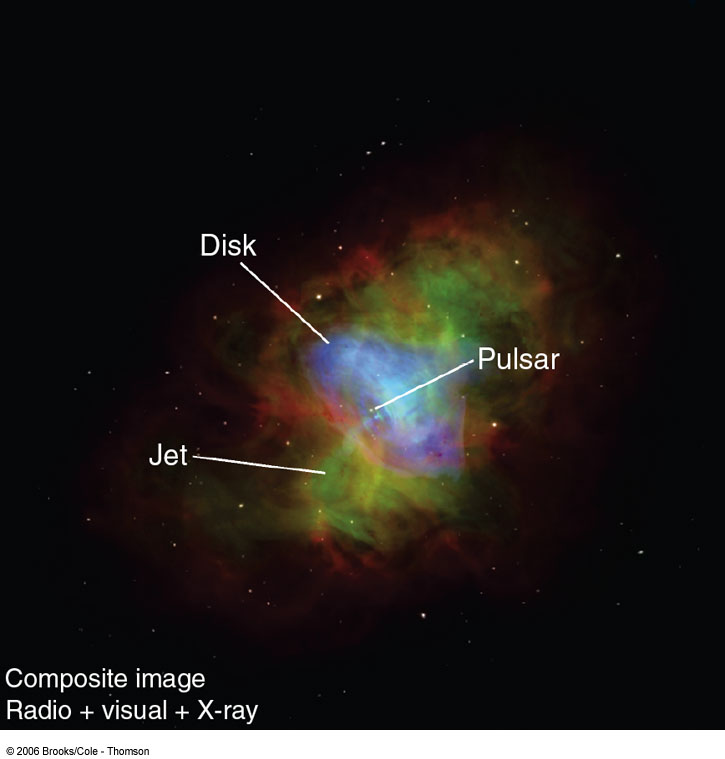 Disk
Pulsar
Jet
Composite image
Radio + visual + X-ray
© 2006 Brooks/Cole - Thomson